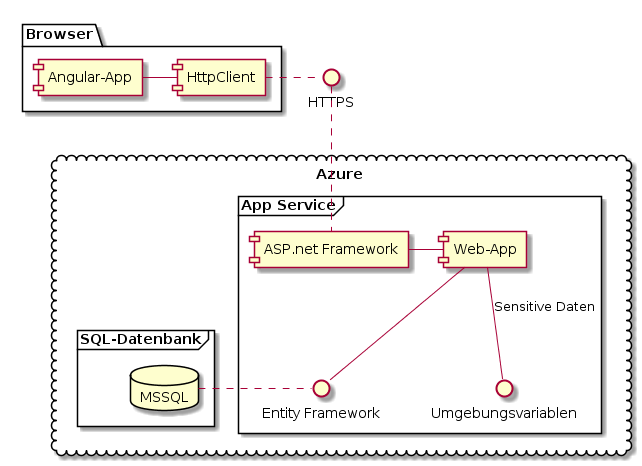 Browser
Angular-App
HttpClient
HTTPS
Azure
App Service
ASP.net Framework
Web-App
Sensitive Daten
SQL-Datenbank
MSSQL
Entity Framework
Umgebungsvariablen